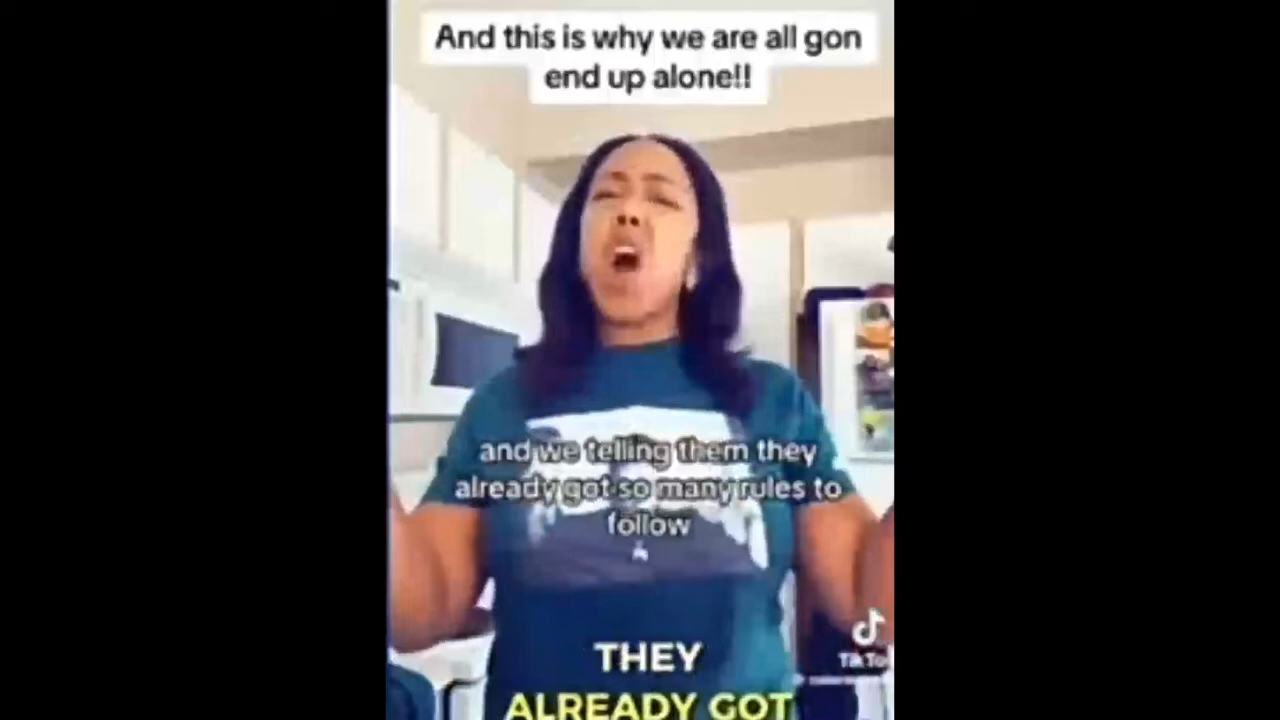 And this is why we are all gon
end up alone!!
and we telling them they
already got so many rules to
follow
THEY
ALREADY GOT
TikTo